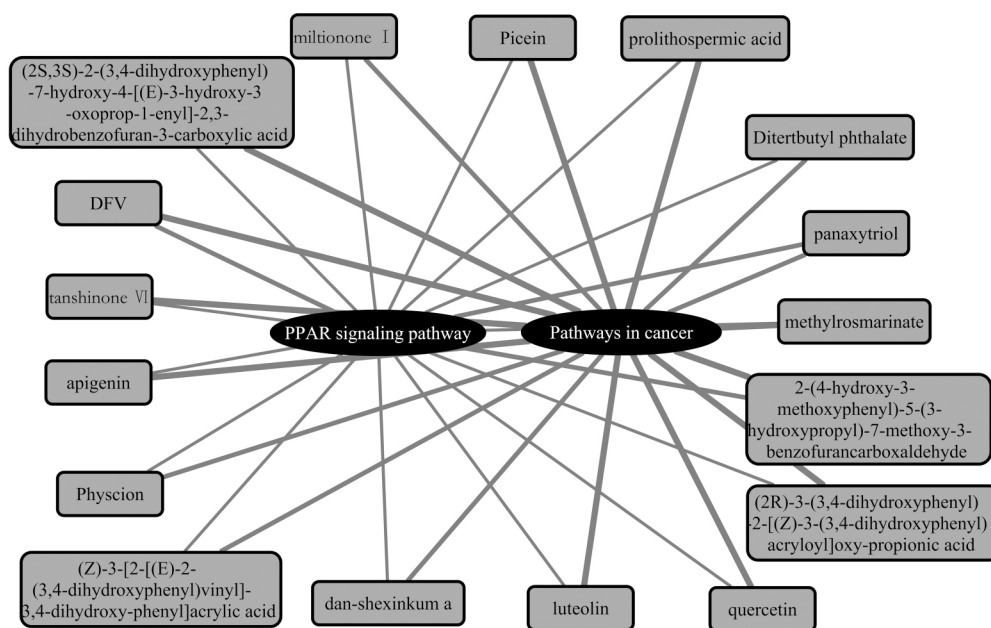 miltionone Ⅰ
Picein
prolithospermic acid
(2S,3S)-2-(3,4-dihydroxyphenyl)
-7-hydroxy-4-[(E)-3-hydroxy-3
-oxoprop-1-enyl]-2,3-
dihydrobenzofuran-3-carboxylic acid
Ditertbutyl phthalate
DFV
panaxytriol
tanshinone Ⅵ
PPAR signaling pathway
Pathways in cancer
methylrosmarinate
apigenin
2-(4-hydroxy-3-
methoxyphenyl)-5-(3-
hydroxypropyl)-7-methoxy-3-
benzofurancarboxaldehyde
Physcion
(2R)-3-(3,4-dihydroxyphenyl)
-2-[(Z)-3-(3,4-dihydroxyphenyl)
acryloyl]oxy-propionic acid
(Z)-3-[2-[(E)-2-
(3,4-dihydroxyphenyl)vinyl]-
3,4-dihydroxy-phenyl]acrylic acid
dan-shexinkum a
luteolin
quercetin